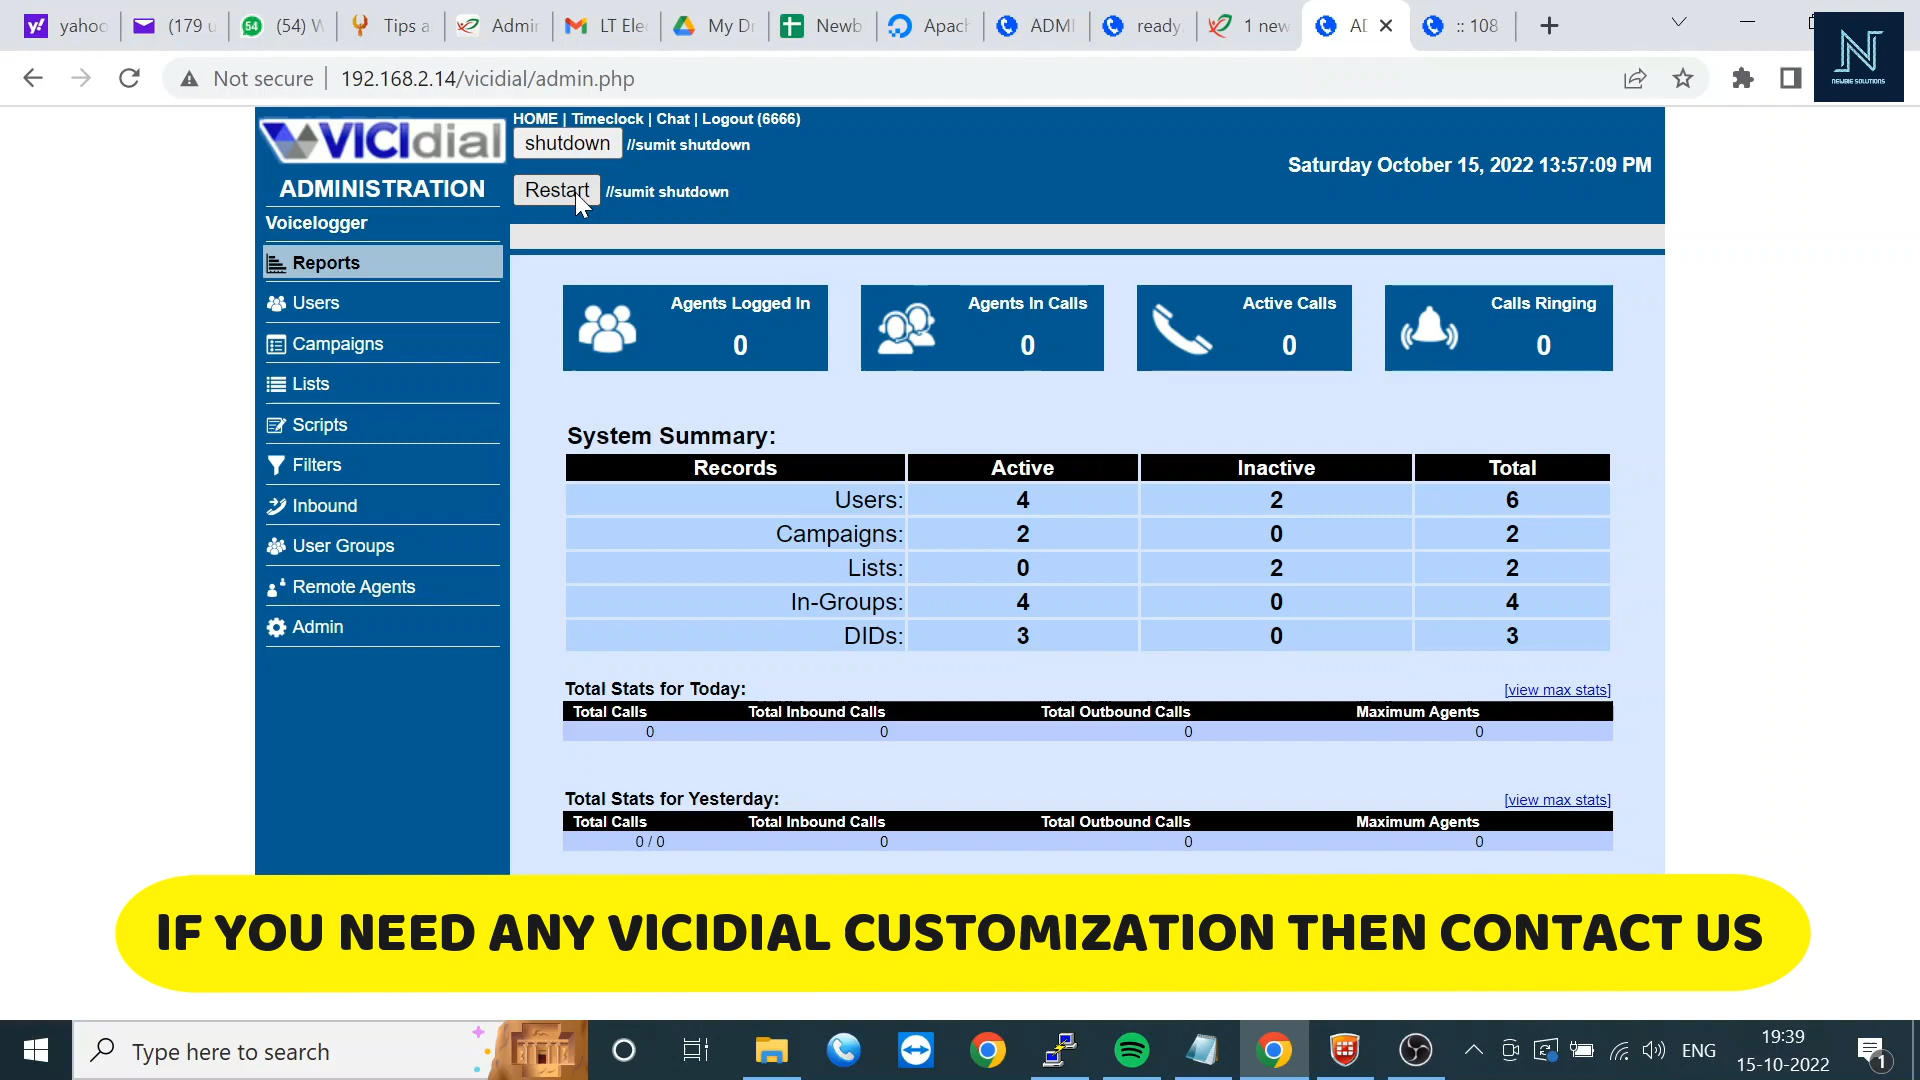 yahoo
(179 u
54
(54) W
Tips a
Admin
LT Ele
My Dr
Newb
Apach
ADMI
ready
1 new
AD
:: 108
Not secure
192.168.2.14/vicidial/admin.php
NEWBIE SOLUTIONS
VICIdial
HOME | Timeclock | Chat | Logout (6666)
shutdown //sumit shutdown
Restart //sumit shutdown
Saturday October 15, 2022 13:57:09 PM
ADMINISTRATION
Voicelogger
Reports
Users
Campaigns
Lists
Scripts
Filters
Inbound
User Groups
Remote Agents
Admin
Agents Logged In
0
Agents In Calls
0
Active Calls
0
Calls Ringing
0
System Summary:
Records Active Inactive Total
Users: 4 2 6
Campaigns: 2 0 2
Lists: 0 2 2
In-Groups: 4 0 4
DIDs: 3 0 3
Total Stats for Today: [view max stats]
Total Calls Total Inbound Calls Total Outbound Calls Maximum Agents
0 0 0 0
Total Stats for Yesterday: [view max stats]
Total Calls Total Inbound Calls Total Outbound Calls Maximum Agents
0 / 0 0 0 0
IF YOU NEED ANY VICIDIAL CUSTOMIZATION THEN CONTACT US
Type here to search
ENG
19:39
15-10-2022
1